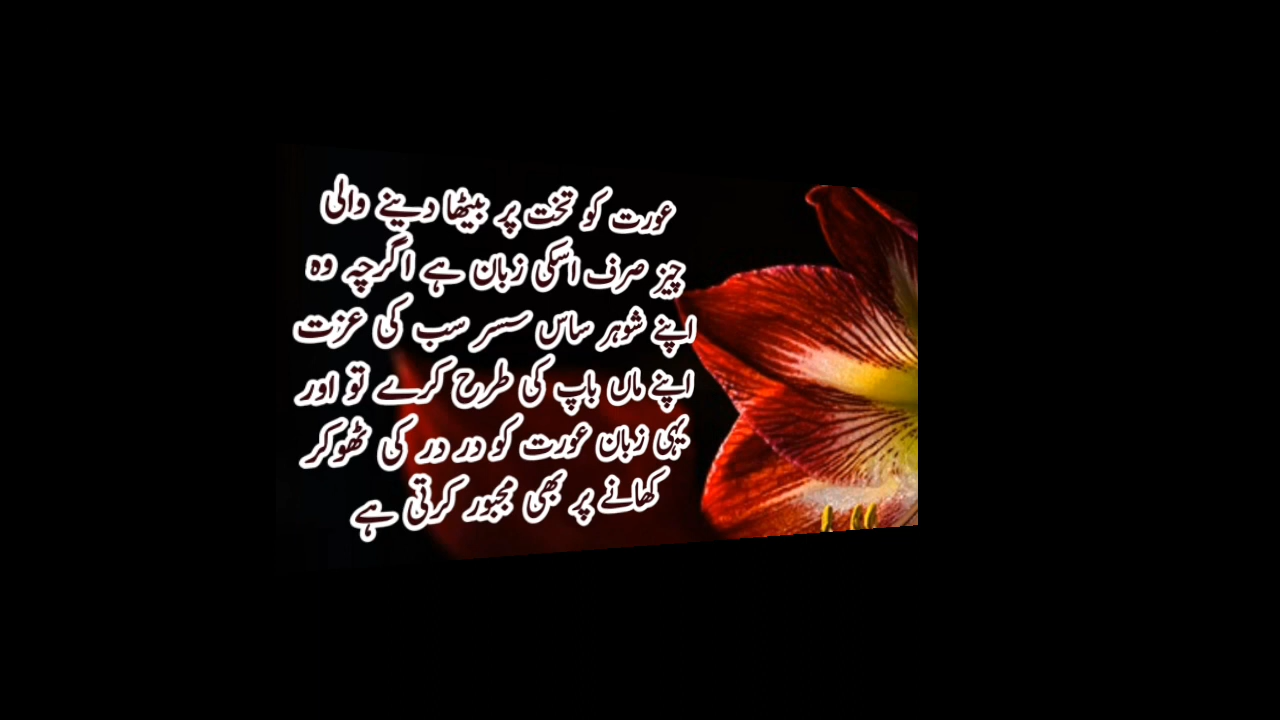 عورت کو تخت پر بیٹھا دینے والی
چیز صرف اسکی زبان ہے اگرچہ وہ
اپنے شوہر ساس سسر سب کی عزت
اپنے ماں باپ کی طرح کرے تو اور
یہی زبان عورت کو در در کی ٹھوکر
کھانے پر بھی مجبور کرتی ہے